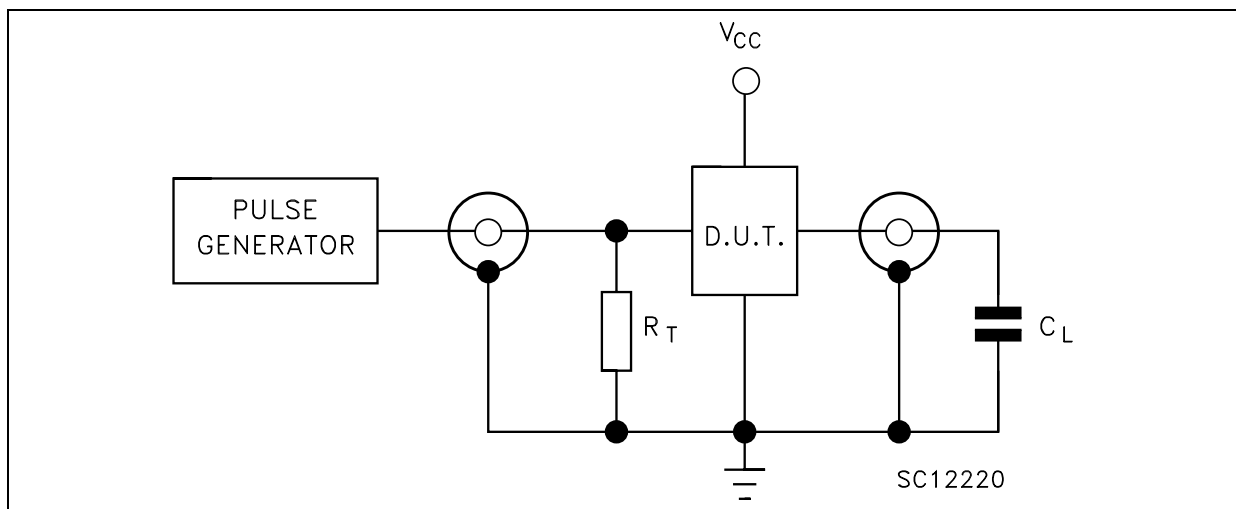 VCC
PULSE
GENERATOR
D.U.T.
RT
CL
SC12220